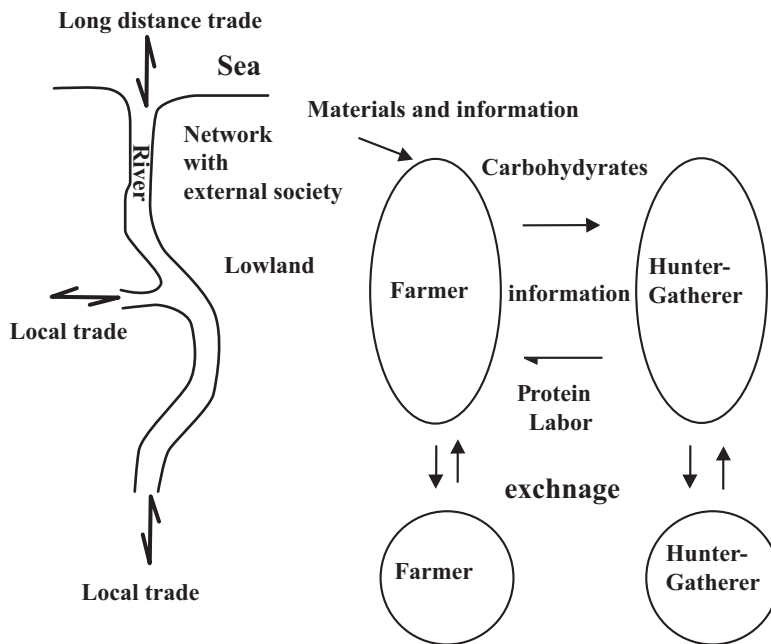 Long distance trade
Sea
River
Network
with
external society
Lowland
Local trade
Local trade
Materials and information
Carbohydyrates
Farmer
information
Hunter-
Gatherer
Protein
Labor
exchnage
Farmer
Hunter-
Gatherer